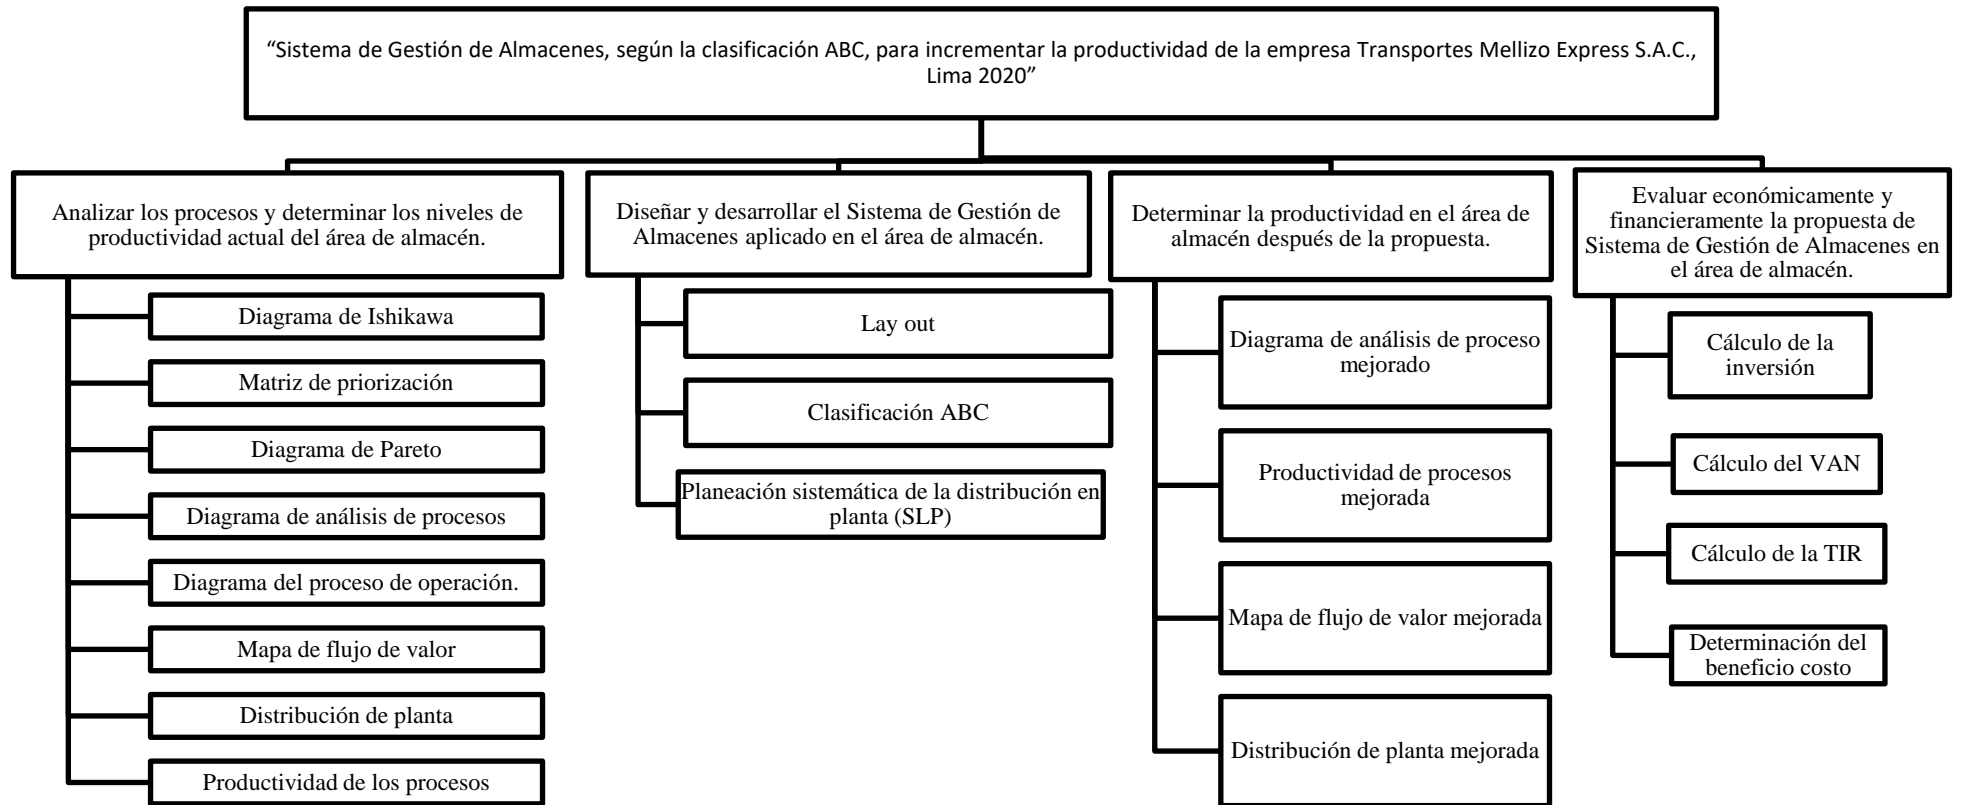 “Sistema de Gestión de Almacenes, según la clasificación ABC, para incrementar la productividad de la empresa Transportes Mellizo Express S.A.C.,
Lima 2020”
Analizar los procesos y determinar los niveles de
productividad actual del área de almacén.
Diagrama de Ishikawa
Matriz de priorización
Diagrama de Pareto
Diagrama de análisis de procesos
Diagrama del proceso de operación.
Mapa de flujo de valor
Distribución de planta
Productividad de los procesos
Diseñar y desarrollar el Sistema de Gestión de
Almacenes aplicado en el área de almacén.
Lay out
Clasificación ABC
Planeación sistemática de la distribución en
planta (SLP)
Determinar la productividad en el área de
almacén después de la propuesta.
Diagrama de análisis de proceso
mejorado
Productividad de procesos
mejorada
Mapa de flujo de valor mejorada
Distribución de planta mejorada
Evaluar económicamente y
financieramente la propuesta de
Sistema de Gestión de Almacenes en
el área de almacén.
Cálculo de la
inversión
Cálculo del VAN
Cálculo de la TIR
Determinación del
beneficio costo